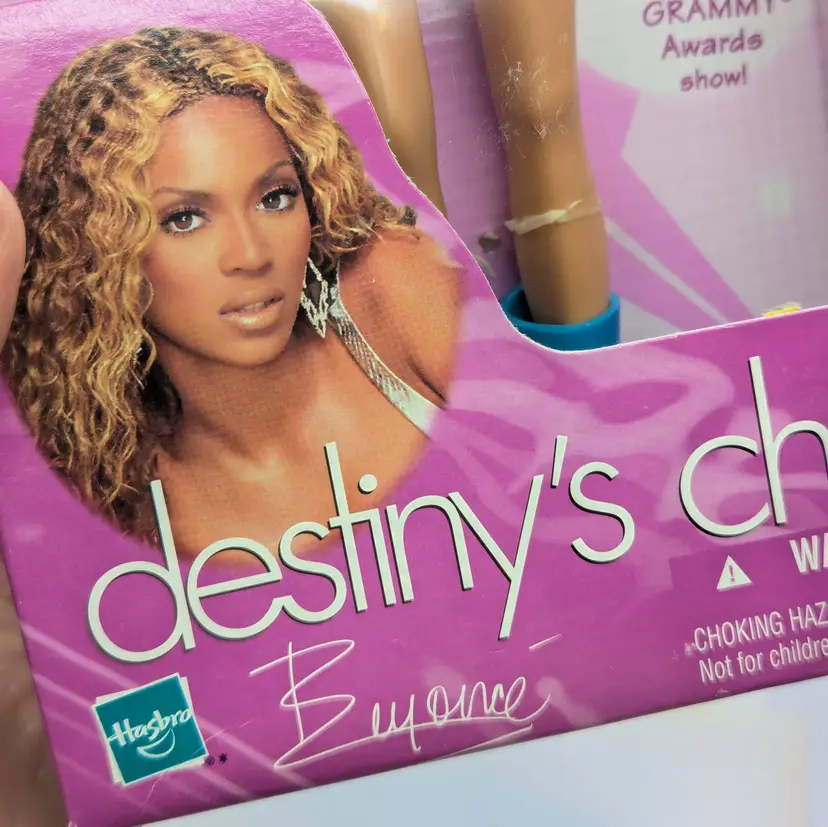 GRAMMY®
Awards
show!
destiny's ch
WA
CHOKING HAZ
Not for childre
Hasbro
®*
Beyonce